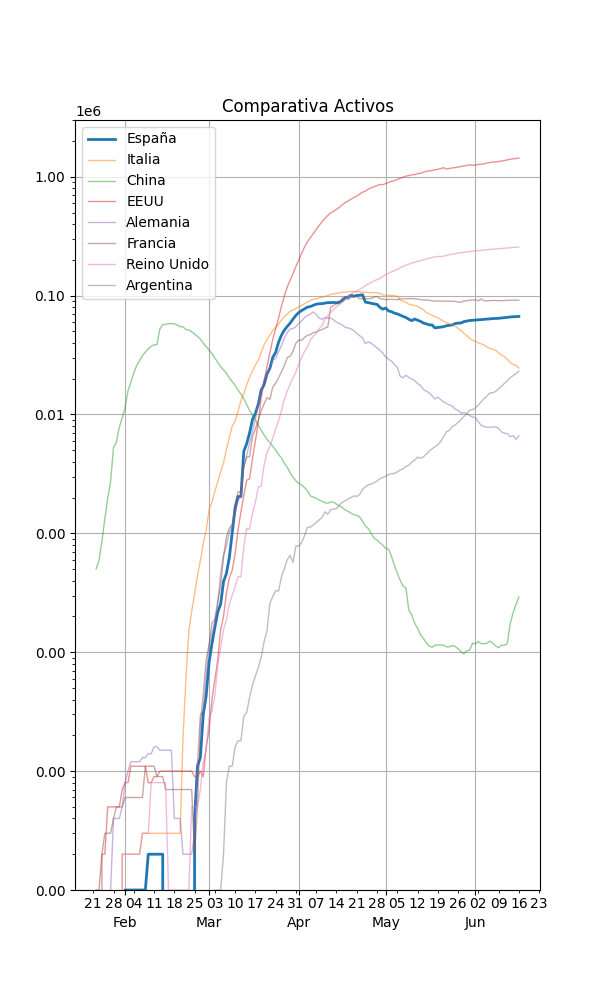 Comparativa Activos
1e6
España
Italia
China
EEUU
Alemania
Francia
Reino Unido
Argentina
1.00
0.10
0.01
0.00
0.00
0.00
0.00
21 28 04 11 18 25 03 10 17 24 31 07 14 21 28 05 12 19 26 02 09 16 23
Feb Mar Apr May Jun